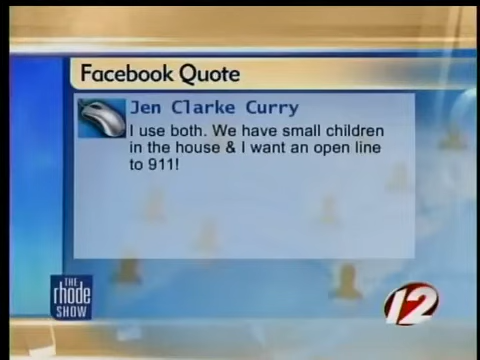 Facebook Quote
Jen Clarke Curry
I use both. We have small children
in the house & I want an open line
to 911!
THE
rhode
SHOW
12